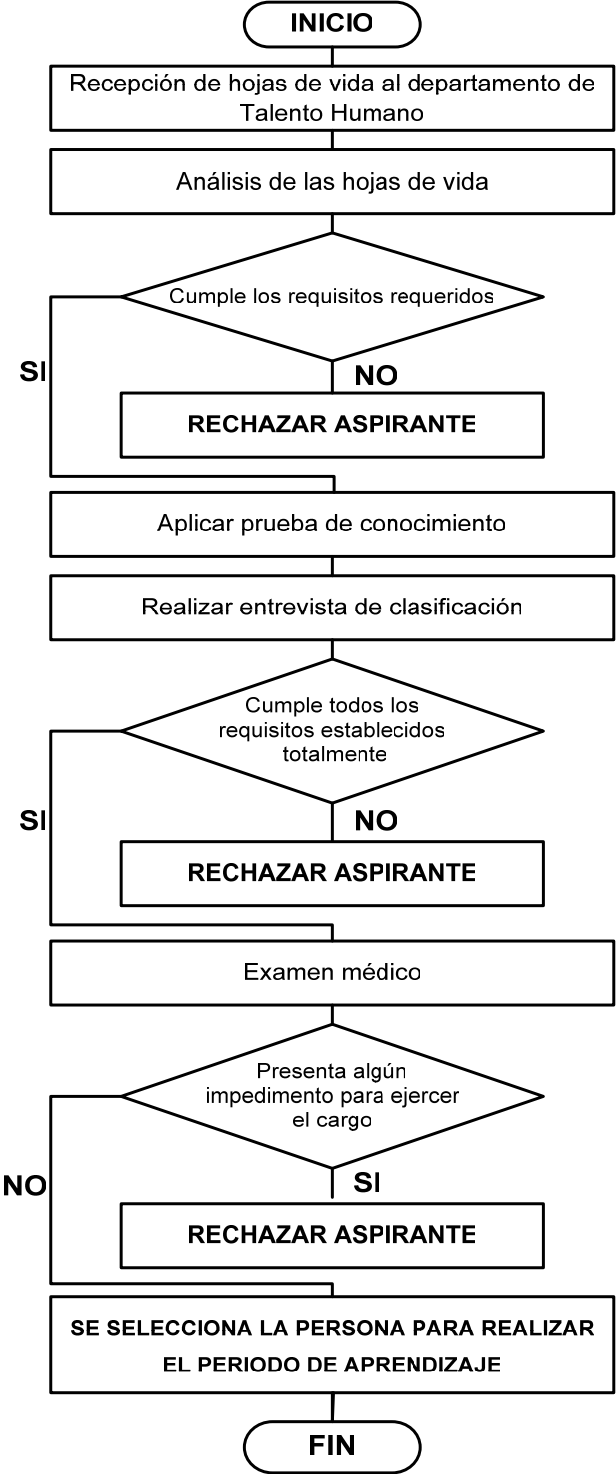 INICIO
Recepción de hojas de vida al departamento de
Talento Humano
Análisis de las hojas de vida
Cumple los requisitos requeridos
SI
NO
RECHAZAR ASPIRANTE
Aplicar prueba de conocimiento
Realizar entrevista de clasificación
Cumple todos los
requisitos establecidos
totalmente
SI
NO
RECHAZAR ASPIRANTE
Examen médico
Presenta algún
impedimento para ejercer
el cargo
NO
SI
RECHAZAR ASPIRANTE
SE SELECCIONA LA PERSONA PARA REALIZAR
EL PERIODO DE APRENDIZAJE
FIN